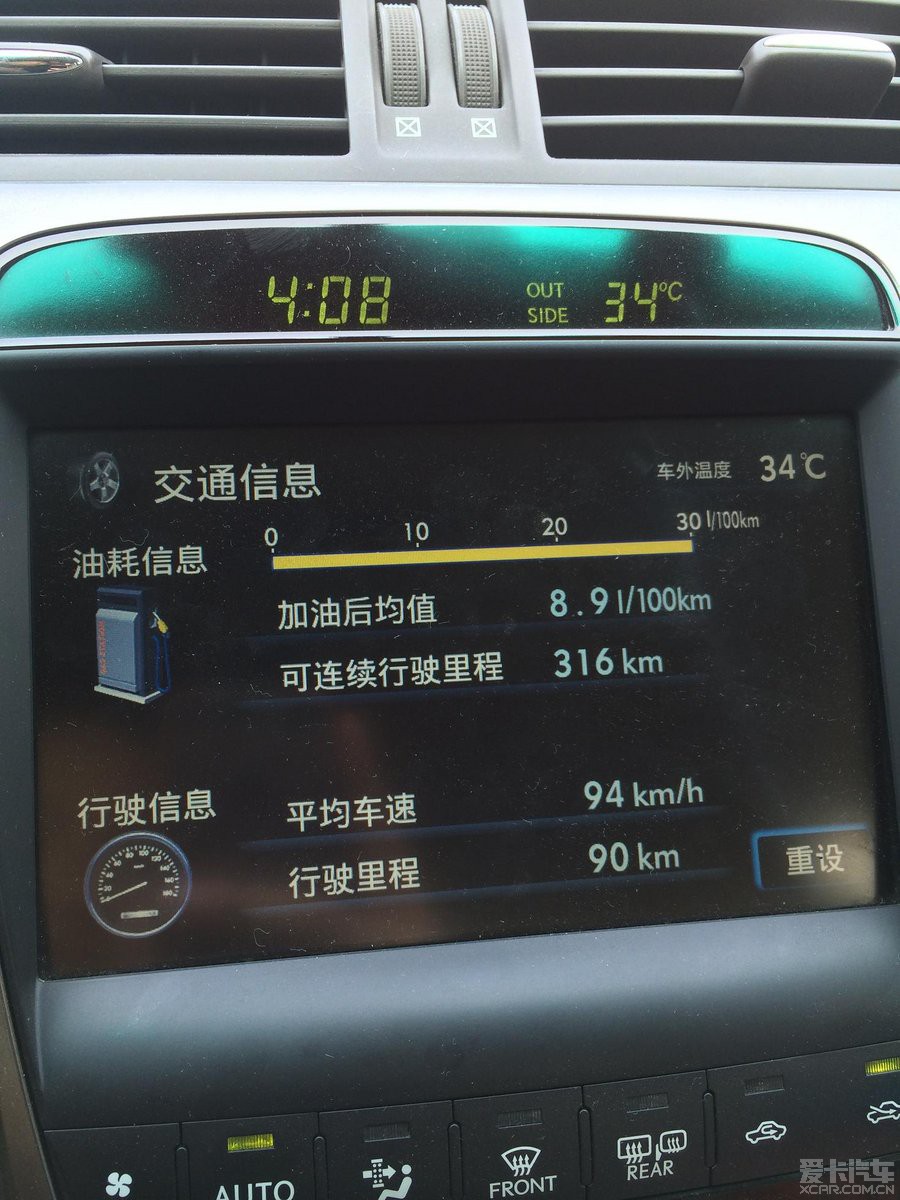 4:08 OUT SIDE 34℃
交通信息 车外温度 34℃
0 10 20 30 l/100km
油耗信息
加油后均值 8.9 l/100km
可连续行驶里程 316 km
行驶信息
平均车速 94 km/h
行驶里程 90 km
重设
AUTO
FRONT
REAR
爱卡汽车
XCAR.COM.CN